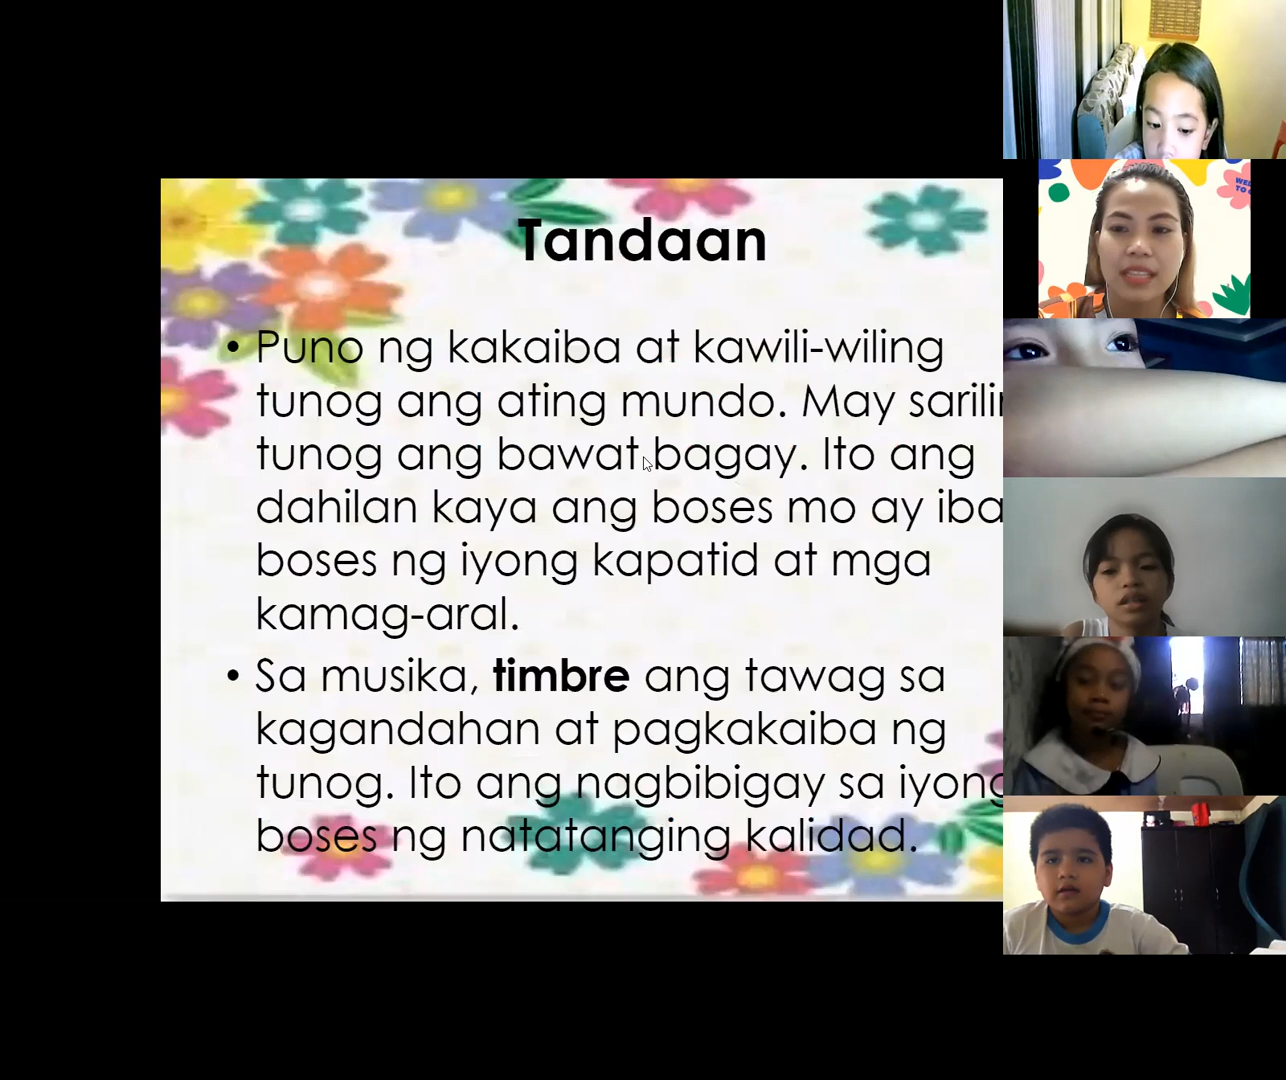 Tandaan
• Puno ng kakaiba at kawili-wiling
tunog ang ating mundo. May
tunog ang bawat bagay. Ito ang
dahilan kaya ang boses mo ay iba
boses ng iyong kapatid at mga
kamag-aral.
• Sa musika, timbre ang tawag sa
kagandahan at pagkakaiba ng
tunog. Ito ang nagbibigay sa iyong
boses ng natatanging kalidad.